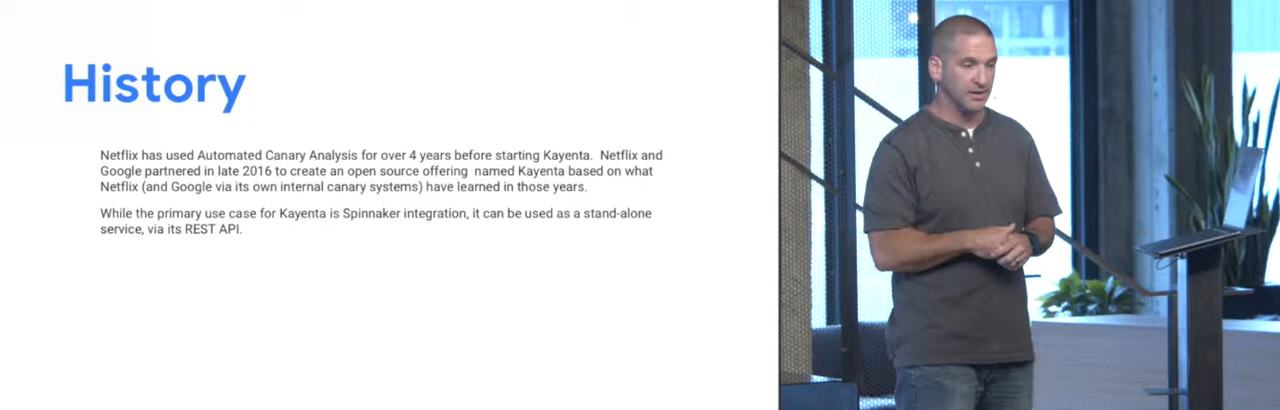 History
Netflix has used Automated Canary Analysis for over 4 years before starting Kayenta.  Netflix and
Google partnered in late 2016 to create an open source offering  named Kayenta based on what
Netflix (and Google via its own internal canary systems) have learned in those years.
While the primary use case for Kayenta is Spinnaker integration, it can be used as a stand-alone
service, via its REST API.